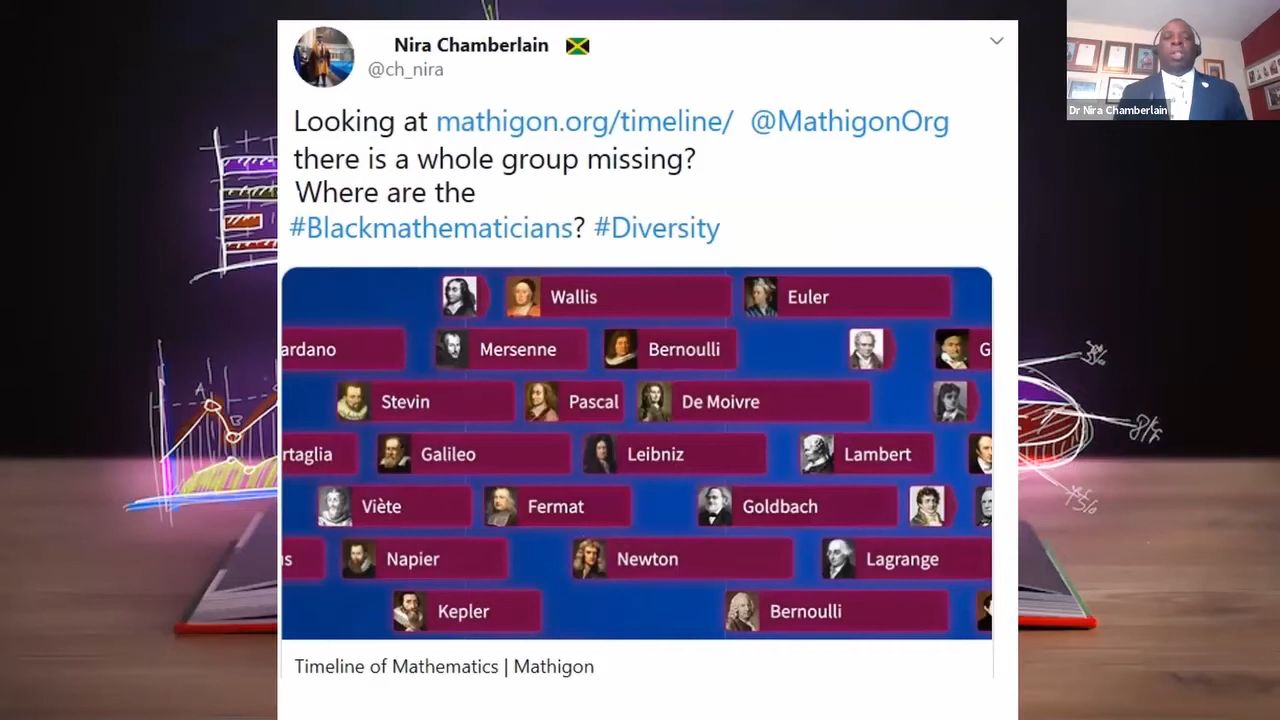 Nira Chamberlain
@ch_nira
Dr Nira Chamberlain
Looking at mathigon.org/timeline/ @MathigonOrg
there is a whole group missing?
Where are the
#Blackmathematicians? #Diversity
Wallis
Euler
ardano
Mersenne
Bernoulli
G
Stevin
Pascal
De Moivre
rtaglia
Galileo
Leibniz
Lambert
Viète
Fermat
Goldbach
us
Napier
Newton
Lagrange
Kepler
Bernoulli
Timeline of Mathematics | Mathigon
A
B